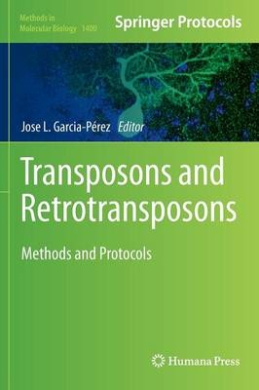 Methods in
Molecular Biology 1400
Springer Protocols
Jose L. Garcia-Pérez Editor
Transposons and
Retrotransposons
Methods and Protocols
Humana Press